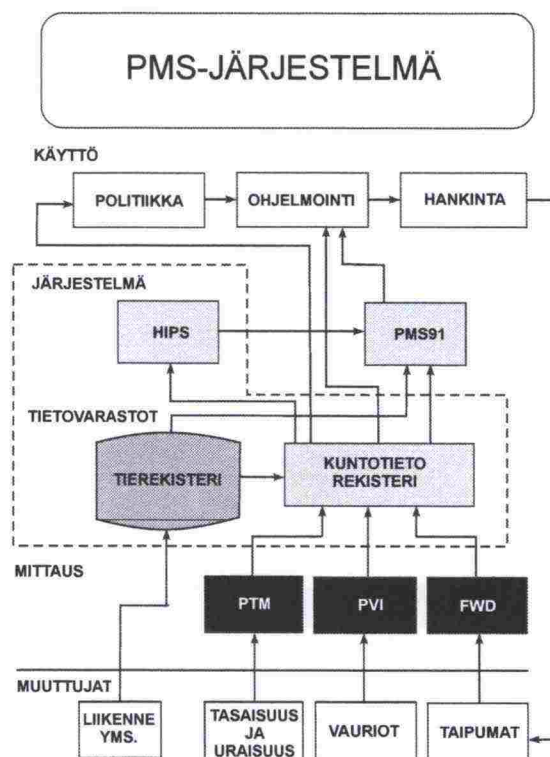 PMS-JÄRJESTELMÄ
KÄYTTÖ
POLITIIKKA
OHJELMOINTI
HANKINTA
JÄRJESTELMÄ
HIPS
PMS91
TIETOVARASTOT
TIEREKISTERI
KUNTOTIETO
REKISTERI
MITTAUS
PTM
PVI
FWD
MUUTTUJAT
LIIKENNE
YMS.
TASAISUUS
JA
URAISUUS
VAURIOT
TAIPUMAT